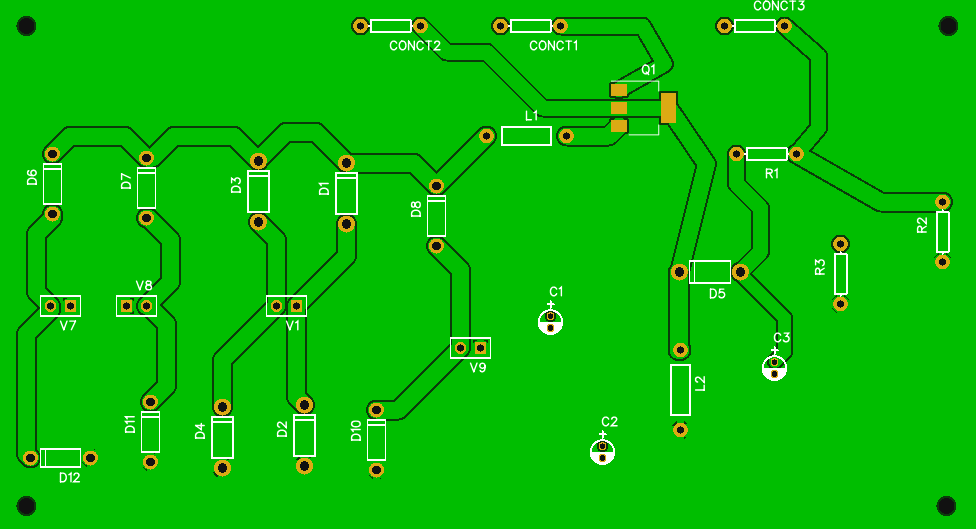 CONCT3
CONCT2
CONCT1
Q1
L1
D6
D7
D3
D1
D8
R1
R2
R3
V8
V7
V1
C1
D5
C3
V9
L2
D11
D4
D2
D10
C2
D12
+
+
+